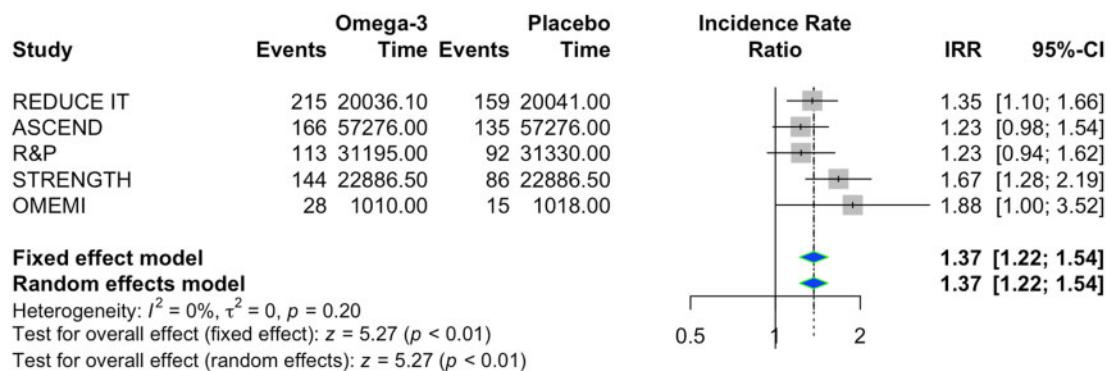 Omega-3 Placebo Incidence Rate
Study Events Time Events Time Ratio IRR 95%-CI
REDUCE IT 215 20036.10 159 20041.00 1.35 [1.10; 1.66]
ASCEND 166 57276.00 135 57276.00 1.23 [0.98; 1.54]
R&P 113 31195.00 92 31330.00 1.23 [0.94; 1.62]
STRENGTH 144 22886.50 86 22886.50 1.67 [1.28; 2.19]
OMEMI 28 1010.00 15 1018.00 1.88 [1.00; 3.52]
Fixed effect model 1.37 [1.22; 1.54]
Random effects model 1.37 [1.22; 1.54]
Heterogeneity: I² = 0%, τ² = 0, p = 0.20
Test for overall effect (fixed effect): z = 5.27 (p < 0.01)
Test for overall effect (random effects): z = 5.27 (p < 0.01)
0.5 1 2